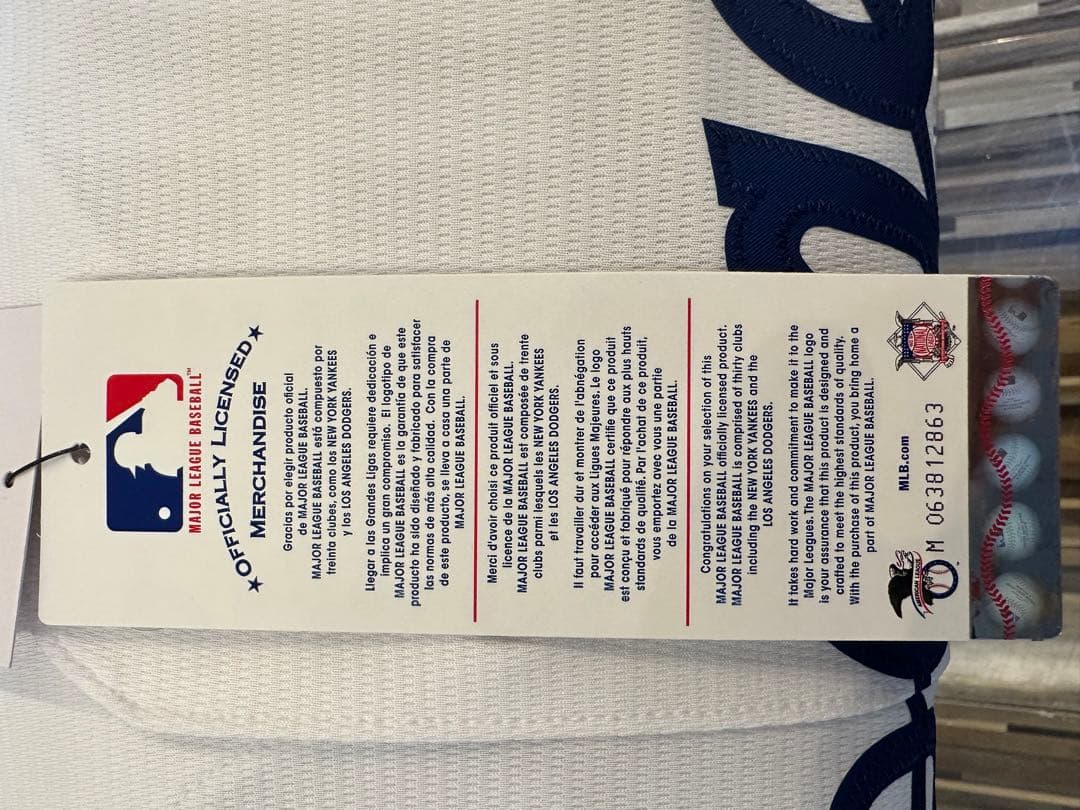 MAJOR LEAGUE BASEBALL™
★OFFICIALLY LICENSED★
MERCHANDISE
Gracias por elegir producto oficial
de MAJOR LEAGUE BASEBALL.
MAJOR LEAGUE BASEBALL está compuesto por
treinta clubes, como los NEW YORK YANKEES
y los LOS ANGELES DODGERS.
Llegar a las Grandes Ligas requiere dedicación e
implica un gran compromiso. El logotipo de
MAJOR LEAGUE BASEBALL es la garantía de que este
producto ha sido diseñado y fabricado para satisfacer
las normas de más alta calidad. Con la compra
de este producto, se lleva a casa una parte de
MAJOR LEAGUE BASEBALL.
Merci d'avoir choisi ce produit officiel et sous
licence de la MAJOR LEAGUE BASEBALL.
MAJOR LEAGUE BASEBALL est composée de trente
clubs parmi lesquels les NEW YORK YANKEES
et les LOS ANGELES DODGERS.
Il faut travailler dur et montrer de l'abnégation
pour accéder aux Ligues Majeures. Le logo
MAJOR LEAGUE BASEBALL certifie que ce produit
est conçu et fabriqué pour répondre aux plus hauts
standards de qualité. Par l'achat de ce produit,
vous emportez avec vous une partie
de la MAJOR LEAGUE BASEBALL.
Congratulations on your selection of this
MAJOR LEAGUE BASEBALL officially licensed product.
MAJOR LEAGUE BASEBALL is comprised of thirty clubs
including the NEW YORK YANKEES and the
LOS ANGELES DODGERS.
It takes hard work and commitment to make it to the
Major Leagues. The MAJOR LEAGUE BASEBALL logo
is your assurance that this product is designed and
crafted to meet the highest standards of quality.
With the purchase of this product, you bring home a
part of MAJOR LEAGUE BASEBALL.
AMERICAN LEAGUE
MLB.com
M 0638112863